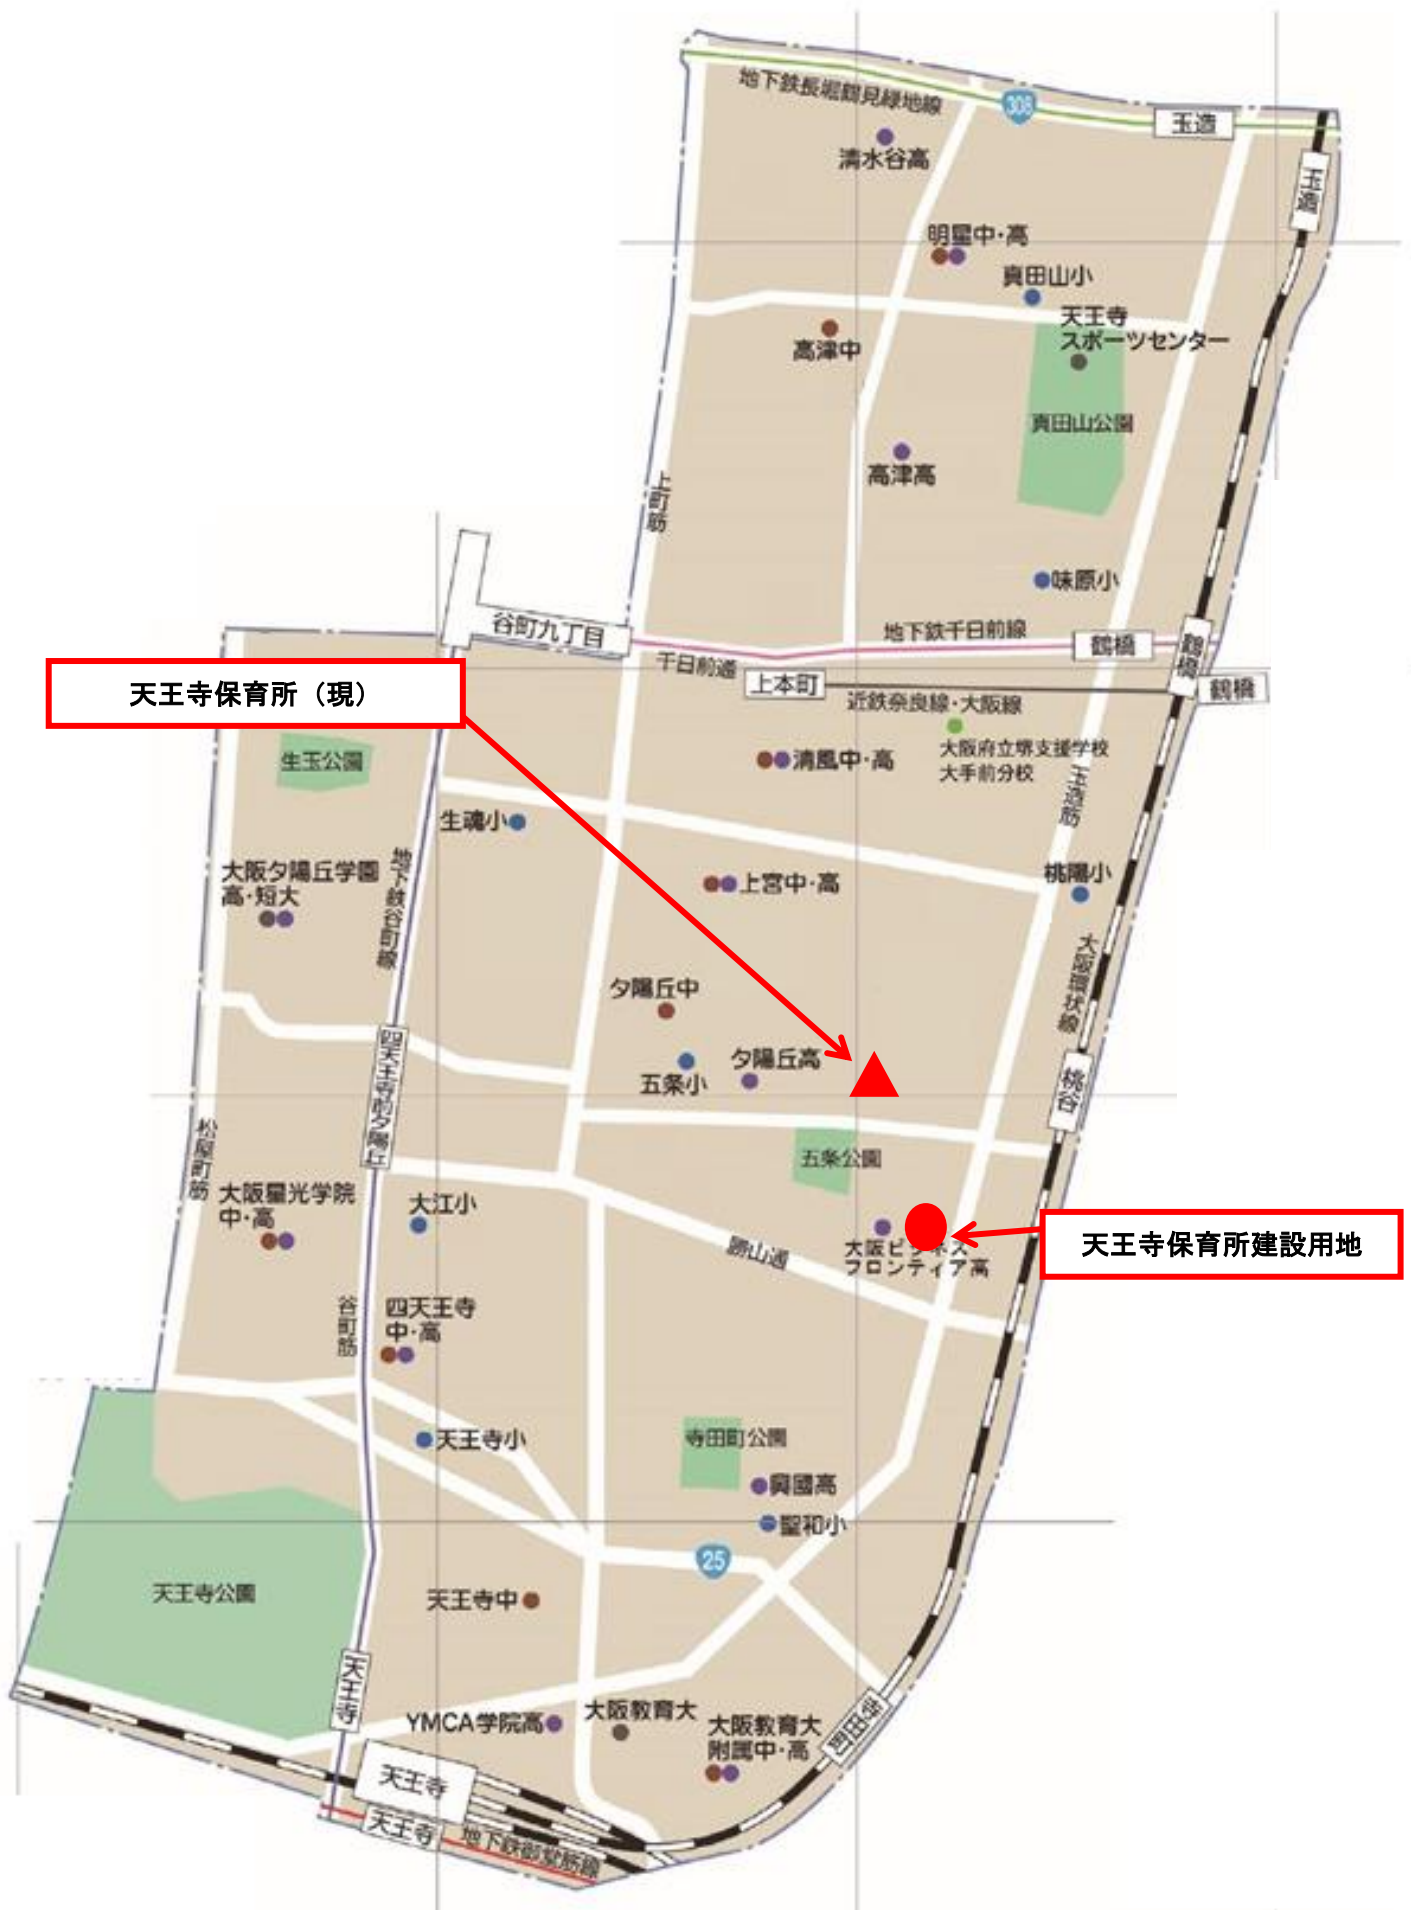 地下鉄長堀鶴見緑地線
308
玉造
玉造
清水谷高
明星中・高
真田山小
天王寺
スポーツセンター
高津中
真田山公園
高津高
上町筋
味原小
谷町九丁目
地下鉄千日前線
鶴橋
鶴橋
千日前通
上本町
鶴橋
天王寺保育所（現）
近鉄奈良線・大阪線
大阪府立堺支援学校
大手前分校
生玉公園
清風中・高
玉造筋
生魂小
地下鉄谷町線
大阪夕陽丘学園
高・短大
上宮中・高
桃陽小
大阪環状線
夕陽丘中
四天王寺前夕陽丘
五条小
夕陽丘高
桃谷
松屋町筋
五条公園
大阪星光学院
中・高
大江小
勝山通
大阪ビジネス
フロンティア高
天王寺保育所建設用地
谷町筋
四天王寺
中・高
天王寺小
寺田町公園
興國高
聖和小
25
天王寺公園
天王寺中
天王寺
YMCA学院高
大阪教育大
大阪教育大
附属中・高
寺田町
天王寺
天王寺
地下鉄御堂筋線